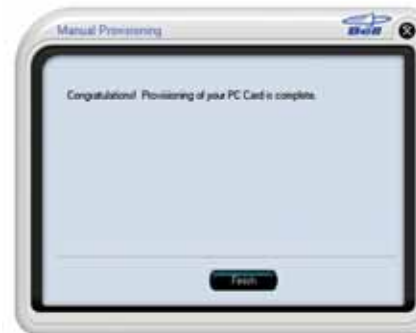 Manual Provisioning
Bell
Congratulations! Provisioning of your PC Card is complete.
Finish